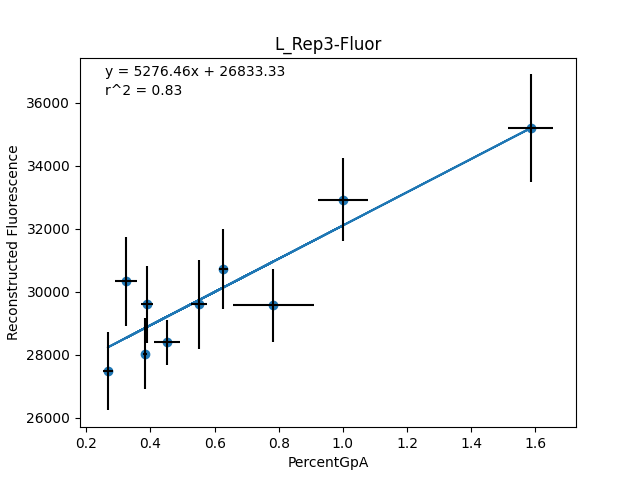 L_Rep3-Fluor
y = 5276.46x + 26833.33
r^2 = 0.83
36000
34000
32000
30000
28000
26000
Reconstructed Fluorescence
0.2 0.4 0.6 0.8 1.0 1.2 1.4 1.6
PercentGpA